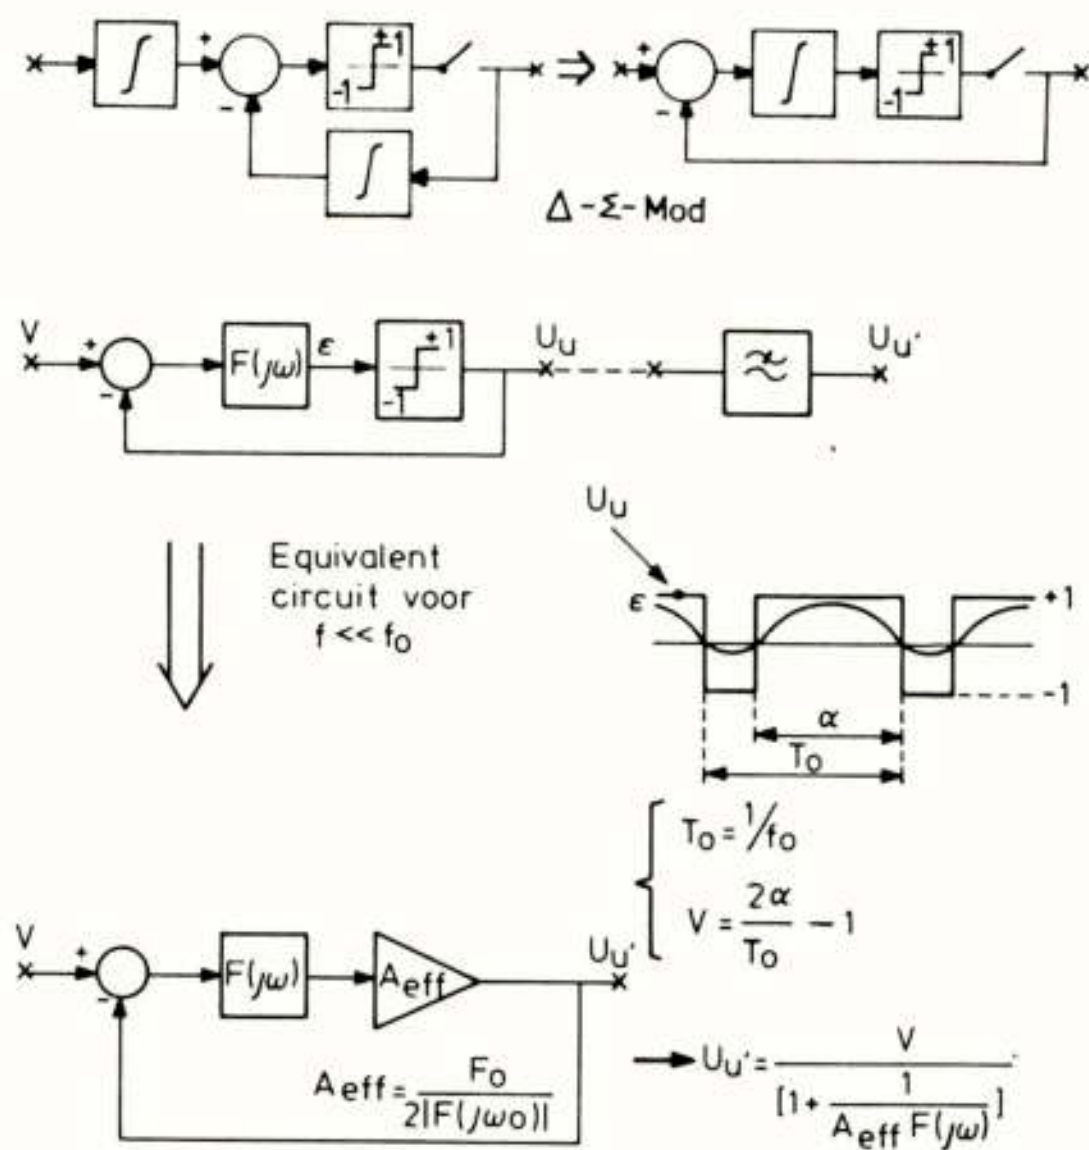 ∫ + - +1 -1 ⇒ + - ∫ +1 -1
∫
Δ-Σ-Mod
V + - F(jω) ε +1 -1 Uu Uu'
Equivalent
circuit voor
f << fo
Uu
ε +1
-1
α
To
To = 1/fo
V = 2α/To - 1
V + - F(jω) Aeff Uu'
Aeff = Fo / 2|F(jωo)|
Uu' = V / [1 + 1 / Aeff F(jω)]